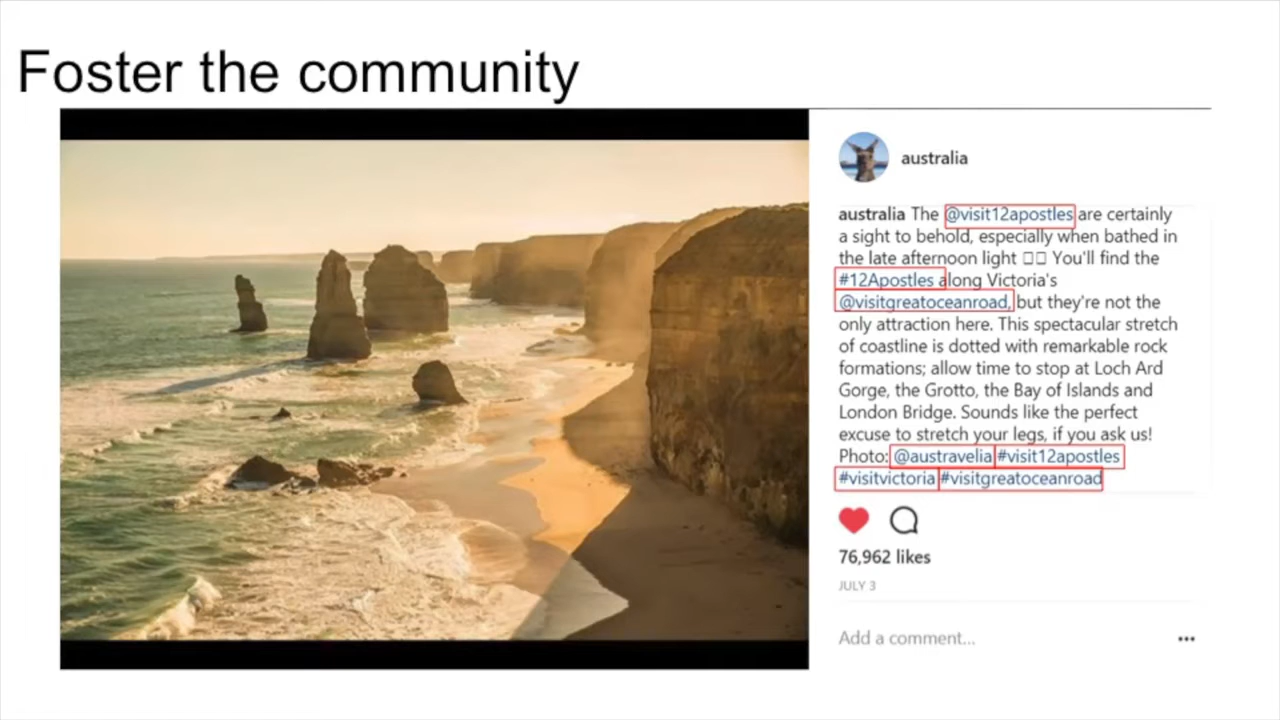 Foster the community
australia
australia The @visit12apostles are certainly
a sight to behold, especially when bathed in
the late afternoon light □□ You'll find the
#12Apostles along Victoria's
@visitgreatoceanroad, but they're not the
only attraction here. This spectacular stretch
of coastline is dotted with remarkable rock
formations; allow time to stop at Loch Ard
Gorge, the Grotto, the Bay of Islands and
London Bridge. Sounds like the perfect
excuse to stretch your legs, if you ask us!
Photo: @austravelia #visit12apostles
#visitvictoria #visitgreatoceanroad
76,962 likes
JULY 3
Add a comment...